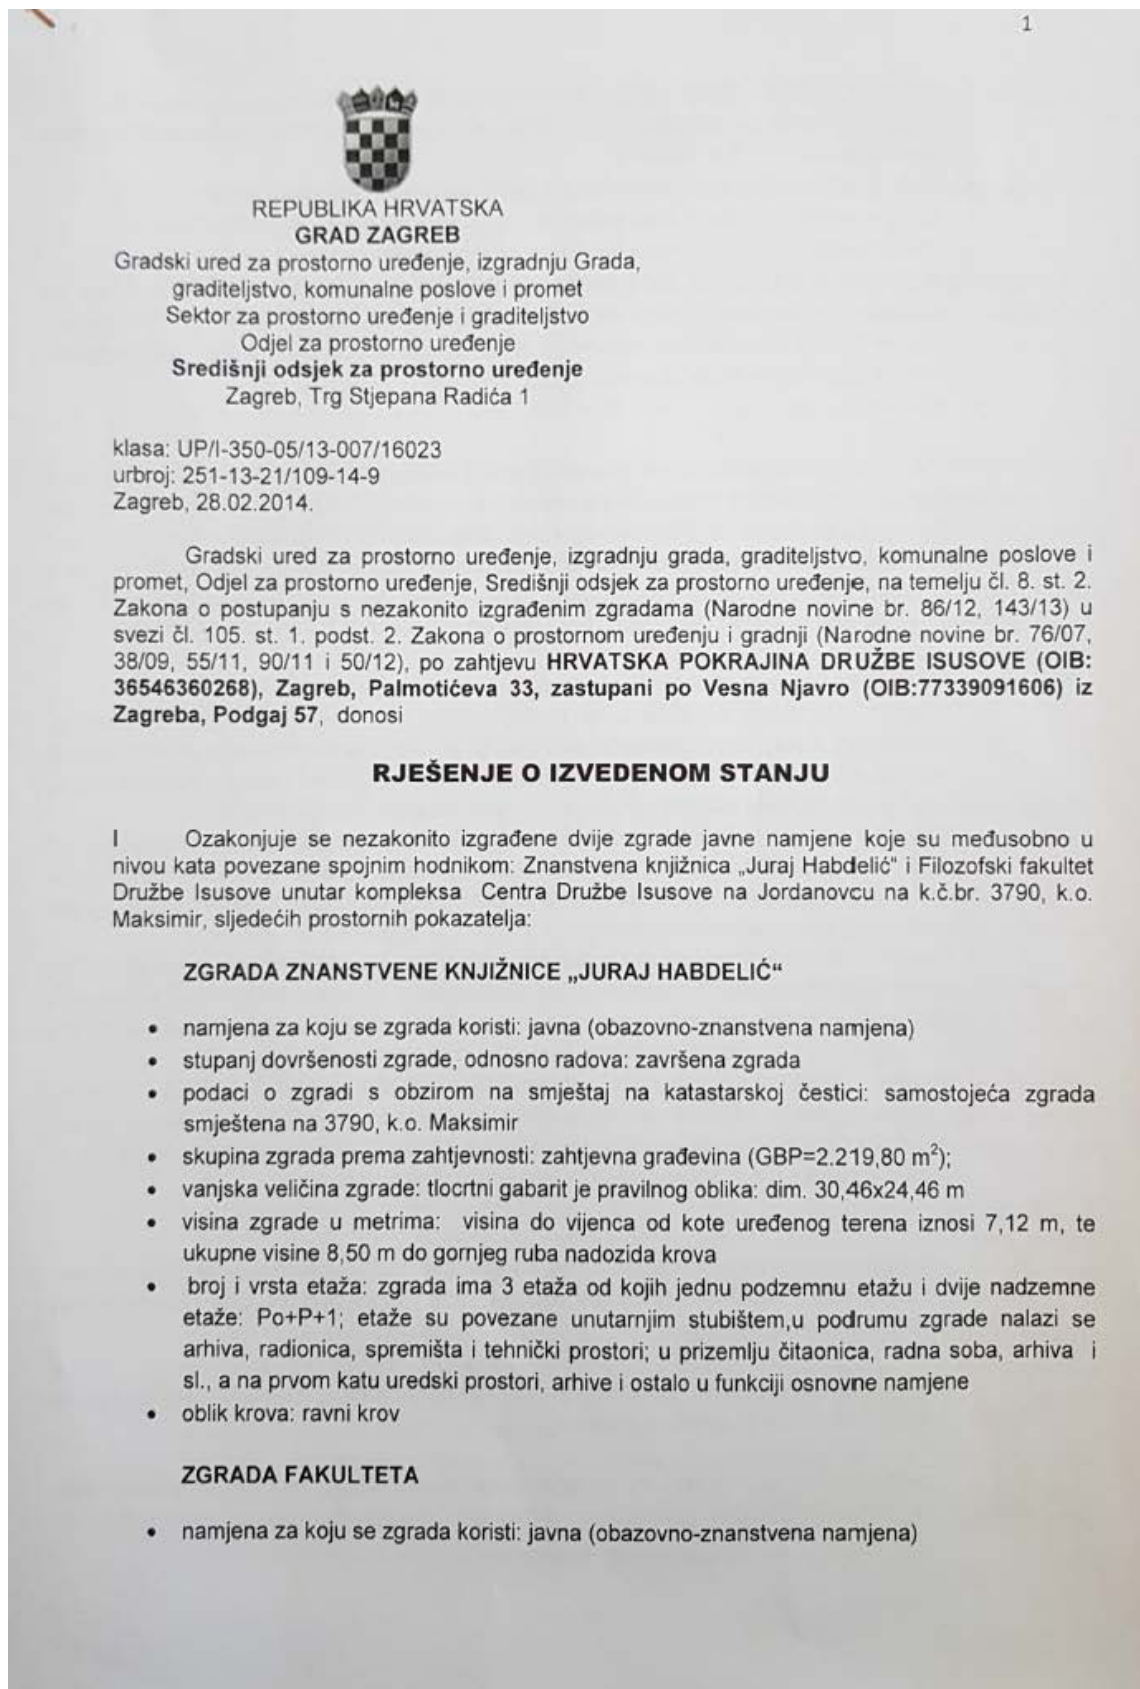 1
REPUBLIKA HRVATSKA
GRAD ZAGREB
Gradski ured za prostorno uređenje, izgradnju Grada,
graditeljstvo, komunalne poslove i promet
Sektor za prostorno uređenje i graditeljstvo
Odjel za prostorno uređenje
Središnji odsjek za prostorno uređenje
Zagreb, Trg Stjepana Radića 1
klasa: UP/I-350-05/13-007/16023
urbroj: 251-13-21/109-14-9
Zagreb, 28.02.2014.
Gradski ured za prostorno uređenje, izgradnju grada, graditeljstvo, komunalne poslove i
promet, Odjel za prostorno uređenje, Središnji odsjek za prostorno uređenje, na temelju čl. 8. st. 2.
Zakona o postupanju s nezakonito izgrađenim zgradama (Narodne novine br. 86/12, 143/13) u
svezi čl. 105. st. 1. podst. 2. Zakona o prostornom uređenju i gradnji (Narodne novine br. 76/07,
38/09, 55/11, 90/11 i 50/12), po zahtjevu HRVATSKA POKRAJINA DRUŽBE ISUSOVE (OIB:
36546360268), Zagreb, Palmotićeva 33, zastupani po Vesna Njavro (OIB:77339091606) iz
Zagreba, Podgaj 57, donosi
RJEŠENJE O IZVEDENOM STANJU
I Ozakonjuje se nezakonito izgrađene dvije zgrade javne namjene koje su međusobno u
nivou kata povezane spojnim hodnikom: Znanstvena knjižnica „Juraj Habdelić“ i Filozofski fakultet
Družbe Isusove unutar kompleksa Centra Družbe Isusove na Jordanovcu na k.č.br. 3790, k.o.
Maksimir, sljedećih prostornih pokazatelja:
ZGRADA ZNANSTVENE KNJIŽNICE „JURAJ HABDELIĆ“
• namjena za koju se zgrada koristi: javna (obazovno-znanstvena namjena)
• stupanj dovršenosti zgrade, odnosno radova: završena zgrada
• podaci o zgradi s obzirom na smještaj na katastarskoj čestici: samostojeća zgrada
smještena na 3790, k.o. Maksimir
• skupina zgrada prema zahtjevnosti: zahtjevna građevina (GBP=2.219,80 m²);
• vanjska veličina zgrade: tlocrtni gabarit je pravilnog oblika: dim. 30,46x24,46 m
• visina zgrade u metrima: visina do vijenca od kote uređenog terena iznosi 7,12 m, te
ukupne visine 8,50 m do gornjeg ruba nadozida krova
• broj i vrsta etaža: zgrada ima 3 etaža od kojih jednu podzemnu etažu i dvije nadzemne
etaže: Po+P+1; etaže su povezane unutarnjim stubištem,u podrumu zgrade nalazi se
arhiva, radionica, spremišta i tehnički prostori; u prizemlju čitaonica, radna soba, arhiva i
sl., a na prvom katu uredski prostori, arhive i ostalo u funkciji osnovne namjene
• oblik krova: ravni krov
ZGRADA FAKULTETA
• namjena za koju se zgrada koristi: javna (obazovno-znanstvena namjena)